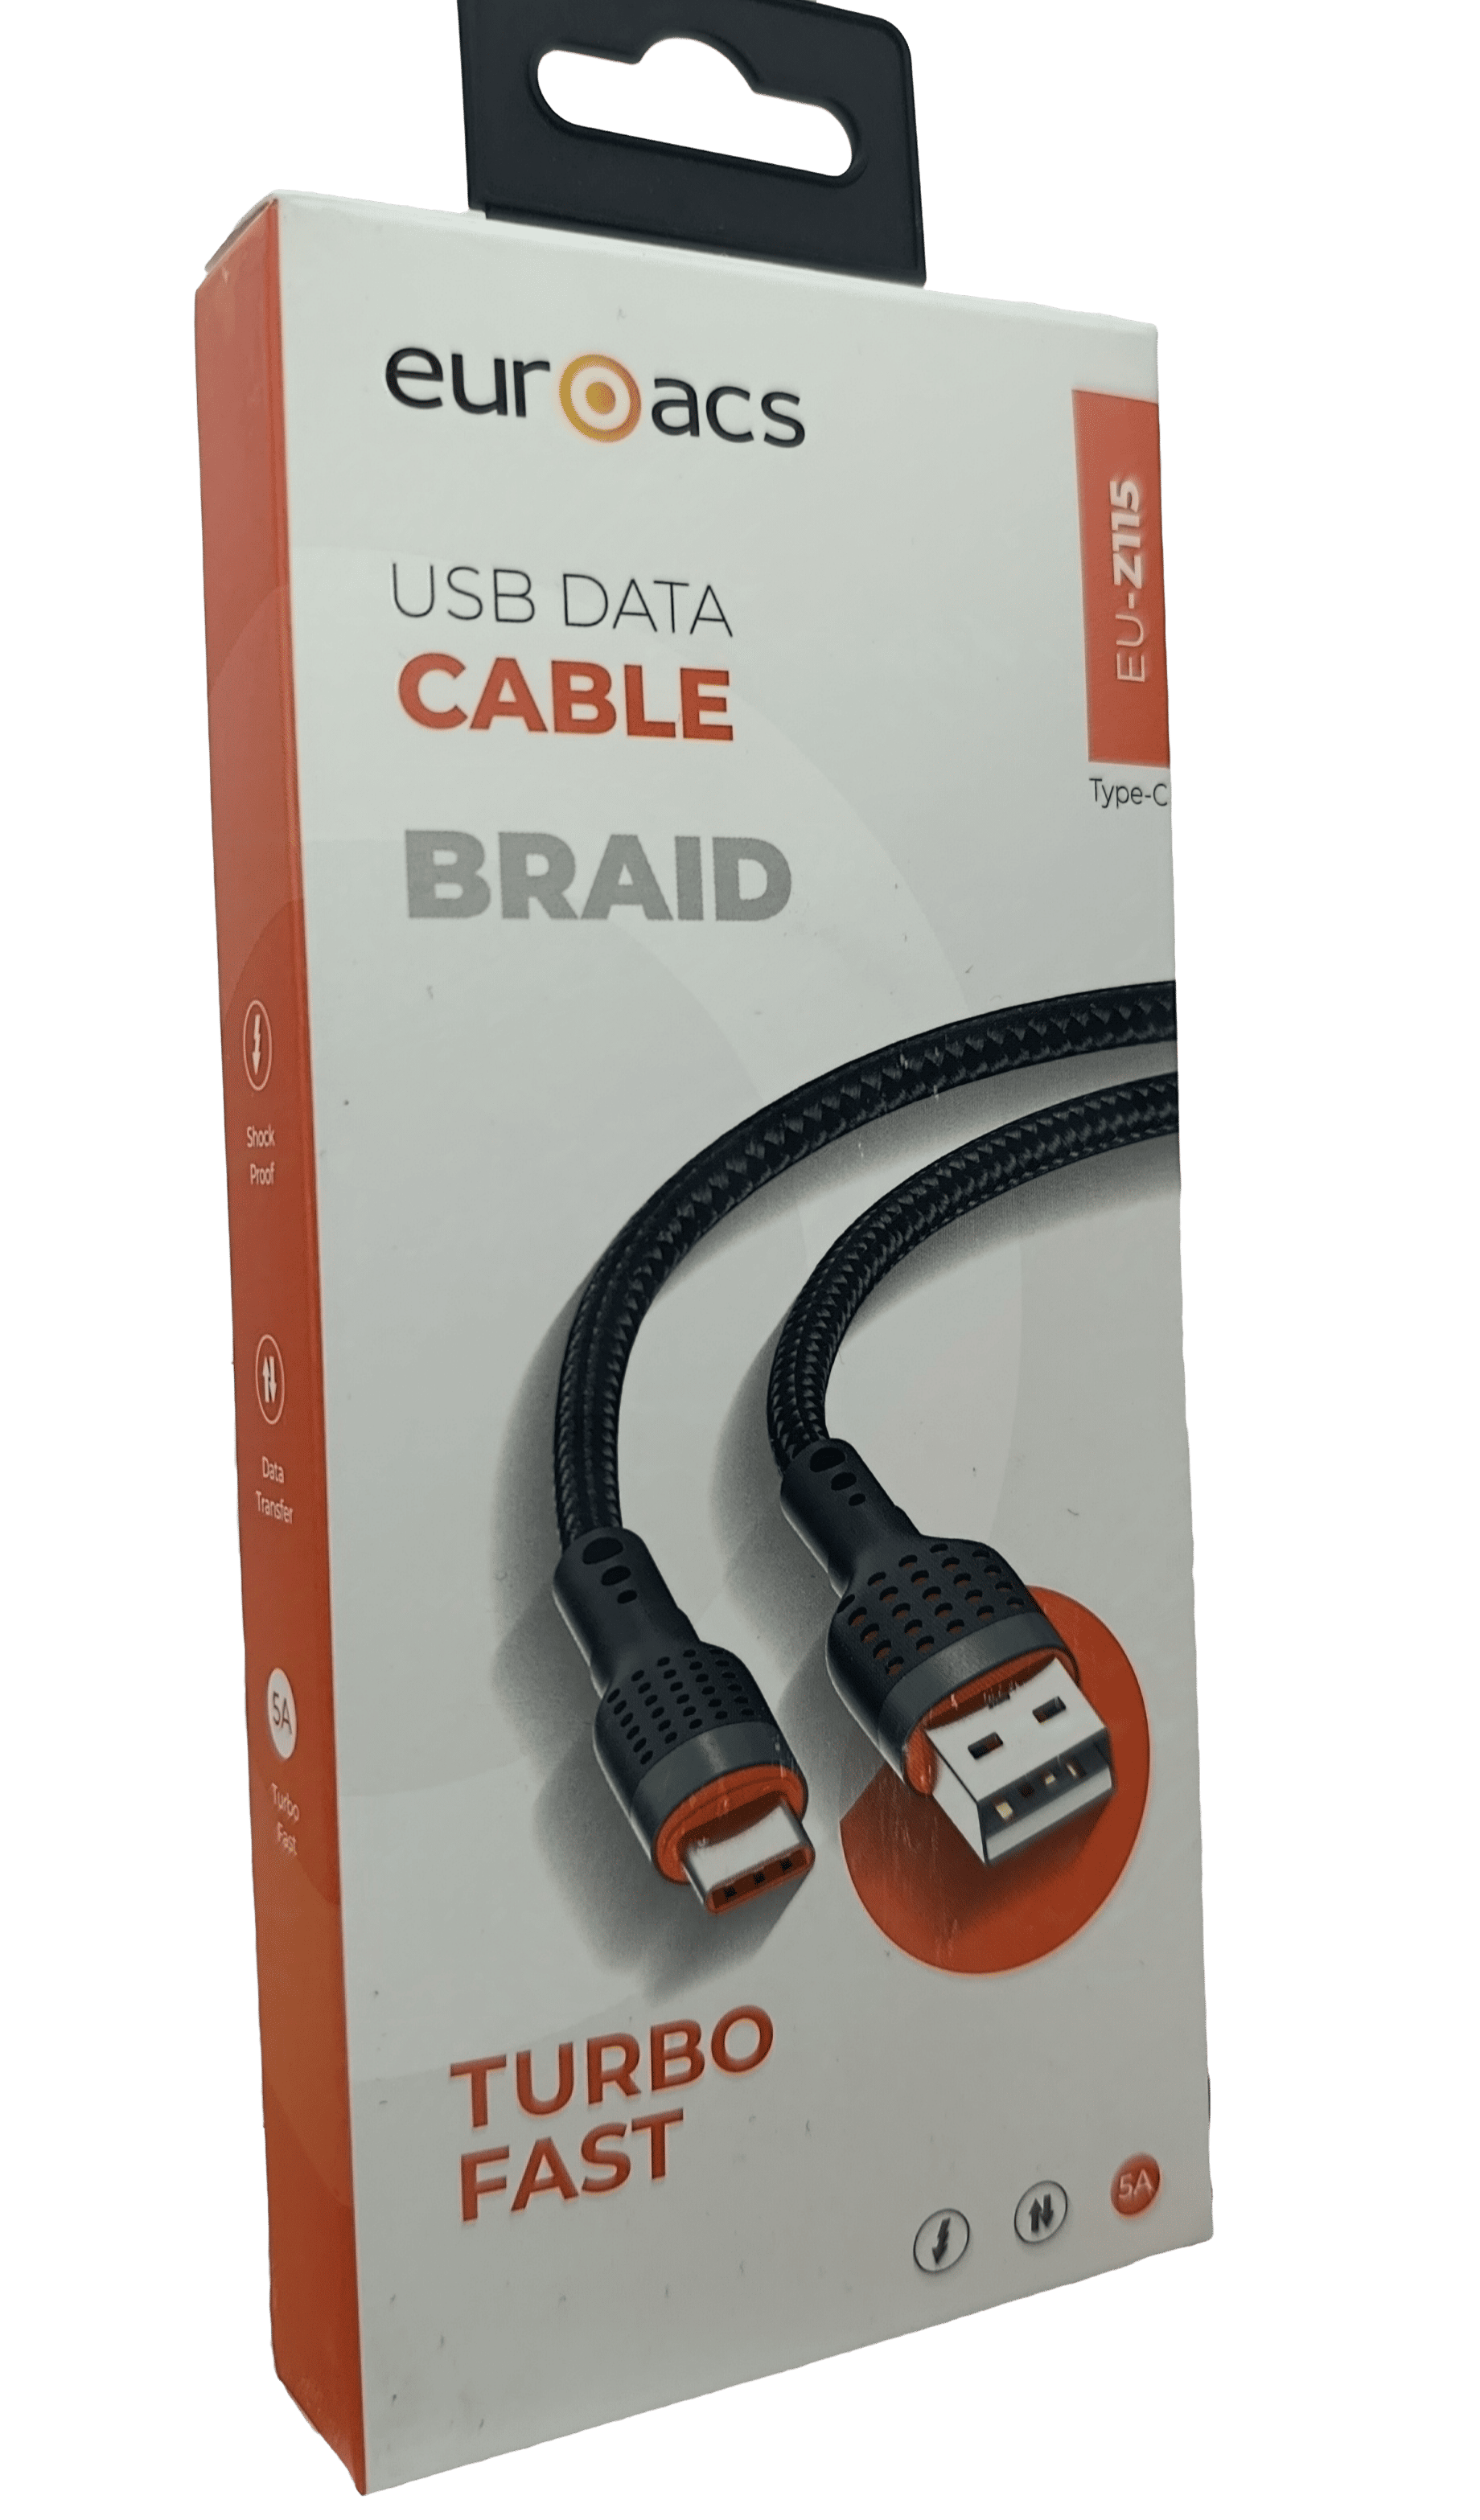 euroacs
USB DATA
CABLE
BRAID
EU-Z115
Type-C
Shock
Proof
Data
Transfer
5A
Turbo
Fast
TURBO
FAST
5A